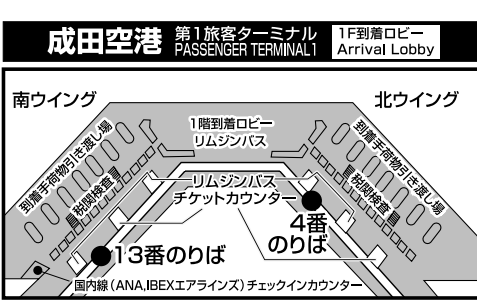 成田空港 第1旅客ターミナル
PASSENGER TERMINAL1
1F到着ロビー
Arrival Lobby
南ウイング
北ウイング
1階到着ロビー
リムジンバス
到着手荷物引き渡し場
到着手荷物引き渡し場
税関検査
税関検査
リムジンバス
チケットカウンター
4番
のりば
13番のりば
国内線(ANA,IBEXエアラインズ)チェックインカウンター